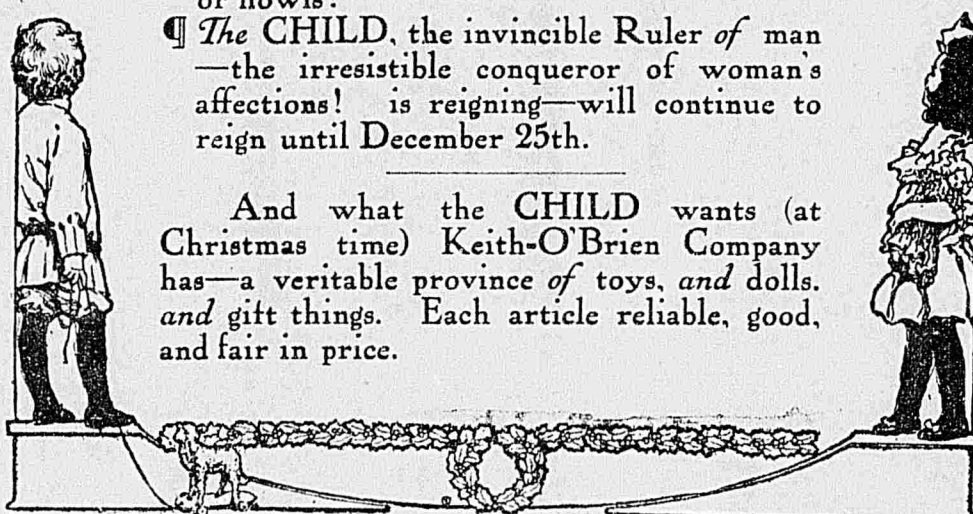 or howls!
¶ The CHILD, the invincible Ruler of man
—the irresistible conqueror of woman's
affections! is reigning—will continue to
reign until December 25th.
And what the CHILD wants (at
Christmas time) Keith-O'Brien Company
has—a veritable province of toys, and dolls.
and gift things. Each article reliable, good,
and fair in price.